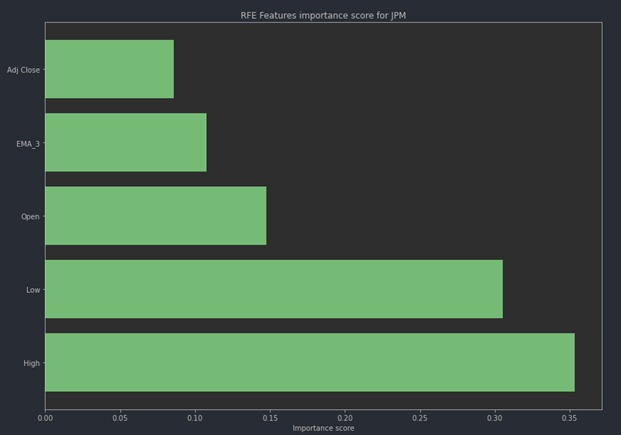 RFE Features importance score for JPM
Adj Close
EMA_3
Open
Low
High
0.00 0.05 0.10 0.15 0.20 0.25 0.30 0.35
Importance score